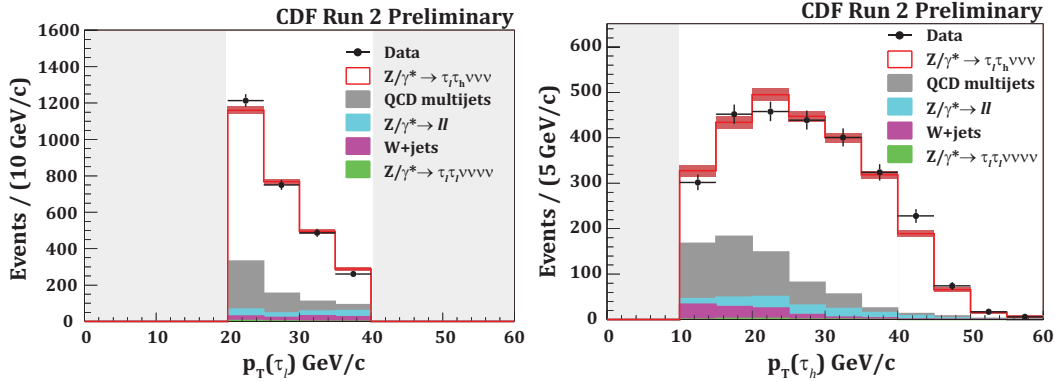 CDF Run 2 Preliminary
Events / (10 GeV/c)
1600
1400
1200
1000
800
600
400
200
0
Data
Z/γ*→ τₗτₕννν
QCD multijets
Z/γ*→ ll
W+jets
Z/γ*→ τₗτₗνννν
0 10 20 30 40 50 60
p_T(τₗ) GeV/c
CDF Run 2 Preliminary
Events / (5 GeV/c)
600
500
400
300
200
100
0
Data
Z/γ*→ τₗτₕννν
QCD multijets
Z/γ*→ ll
W+jets
Z/γ*→ τₗτₗνννν
0 10 20 30 40 50 60
p_T(τₕ) GeV/c